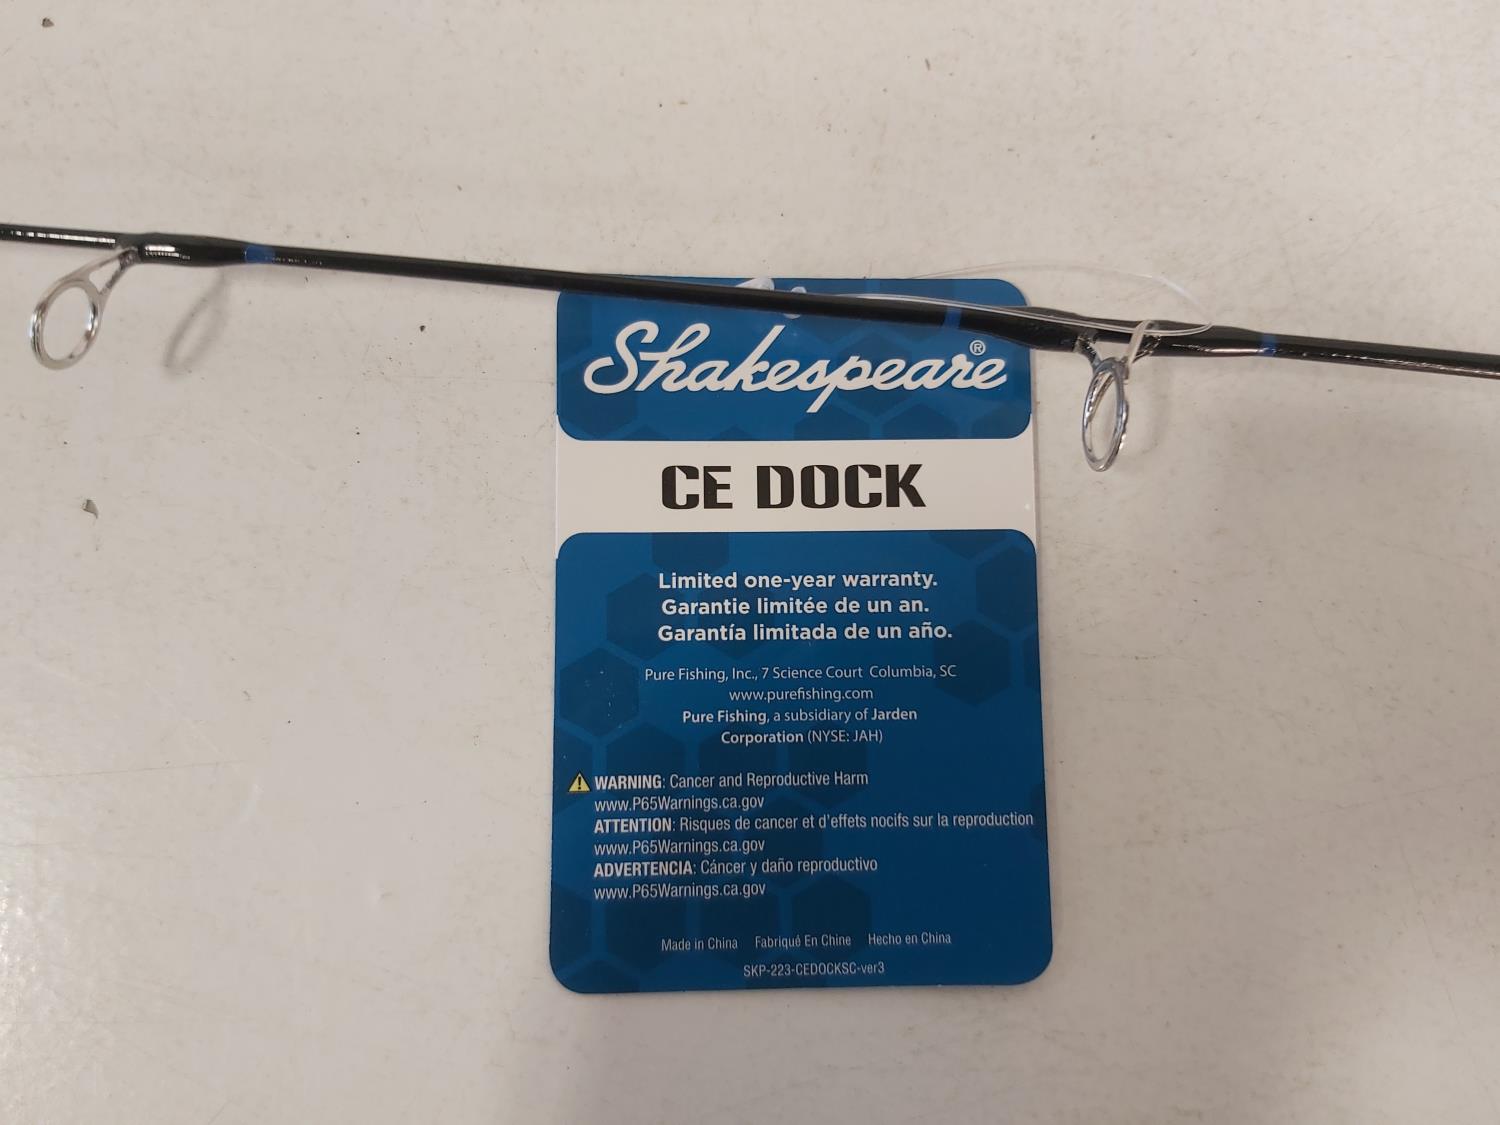 Shakespeare®
CE DOCK
Limited one-year warranty.
Garantie limitée de un an.
Garantía limitada de un año.
Pure Fishing, Inc., 7 Science Court Columbia, SC
www.purefishing.com
Pure Fishing, a subsidiary of Jarden
Corporation (NYSE: JAH)
WARNING: Cancer and Reproductive Harm
www.P65Warnings.ca.gov
ATTENTION: Risques de cancer et d'effets nocifs sur la reproduction
www.P65Warnings.ca.gov
ADVERTENCIA: Cáncer y daño reproductivo
www.P65Warnings.ca.gov
Made in China Fabriqué En Chine Hecho en China
SKP-223-CEDOCKSC-ver3